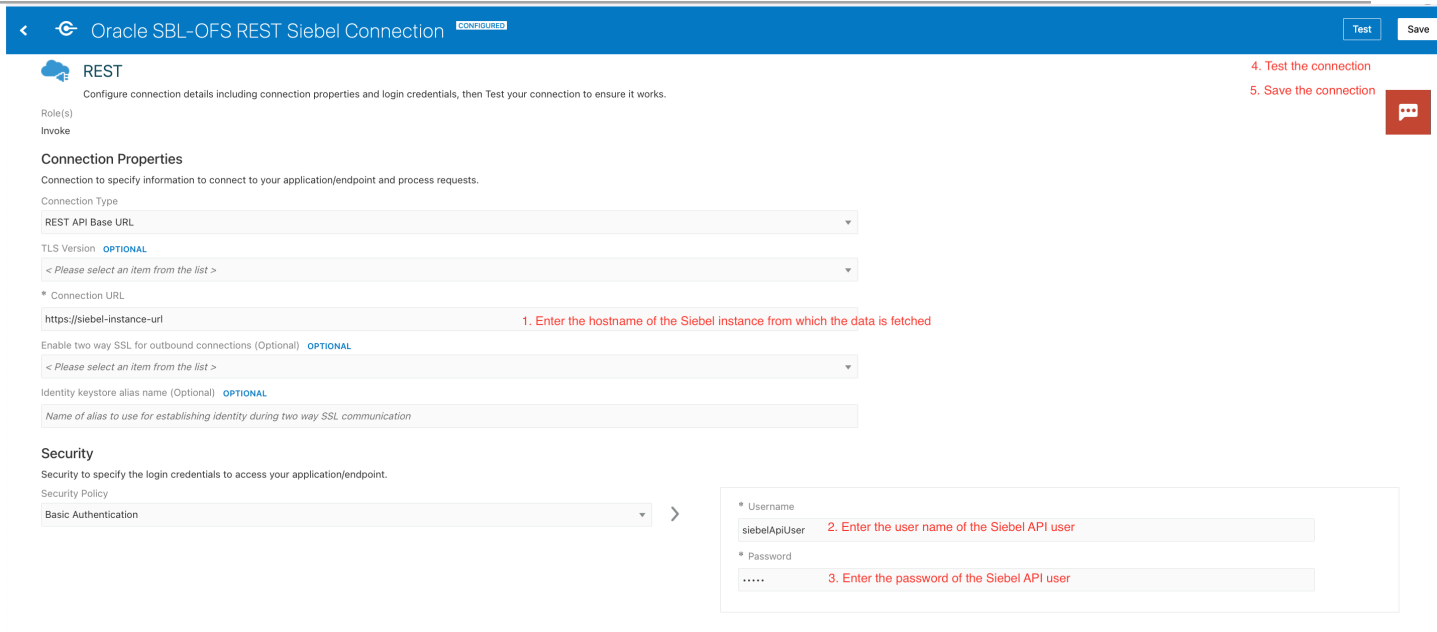 Oracle SBL-OFS REST Siebel Connection CONFIGURED Test Save
REST
4. Test the connection
Configure connection details including connection properties and login credentials, then Test your connection to ensure it works.
5. Save the connection
Role(s)
Invoke
Connection Properties
Connection to specify information to connect to your application/endpoint and process requests.
Connection Type
REST API Base URL
TLS Version OPTIONAL
< Please select an item from the list >
* Connection URL
https://siebel-instance-url 1. Enter the hostname of the Siebel instance from which the data is fetched
Enable two way SSL for outbound connections (Optional) OPTIONAL
< Please select an item from the list >
Identity keystore alias name (Optional) OPTIONAL
Name of alias to use for establishing identity during two way SSL communication
Security
Security to specify the login credentials to access your application/endpoint.
Security Policy
Basic Authentication
* Username
siebelApiUser 2. Enter the user name of the Siebel API user
* Password
..... 3. Enter the password of the Siebel API user